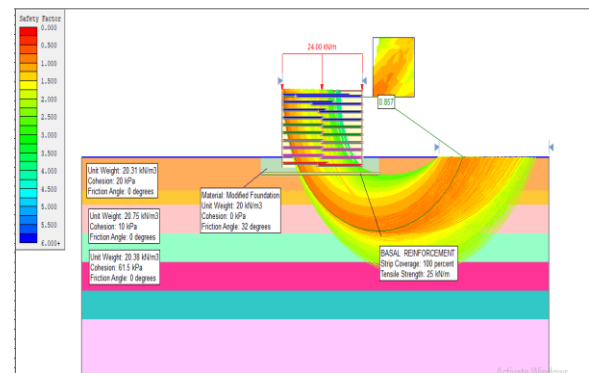 Safety Factor
0.000
0.500
1.000
1.500
2.000
2.500
3.000
3.500
4.000
4.500
5.000
5.500
6.000+
24.00 kN/m
0.857
Unit Weight: 20.31 kN/m3
Cohesion: 20 kPa
Friction Angle: 0 degrees
Material: Modified Foundation
Unit Weight: 20 kN/m3
Cohesion: 0 kPa
Friction Angle: 32 degrees
Unit Weight: 20.75 kN/m3
Cohesion: 10 kPa
Friction Angle: 0 degrees
Unit Weight: 20.38 kN/m3
Cohesion: 61.5 kPa
Friction Angle: 0 degrees
BASAL REINFORCEMENT
Strip Coverage: 100 percent
Tensile Strength: 25 kN/m
Activate Windows